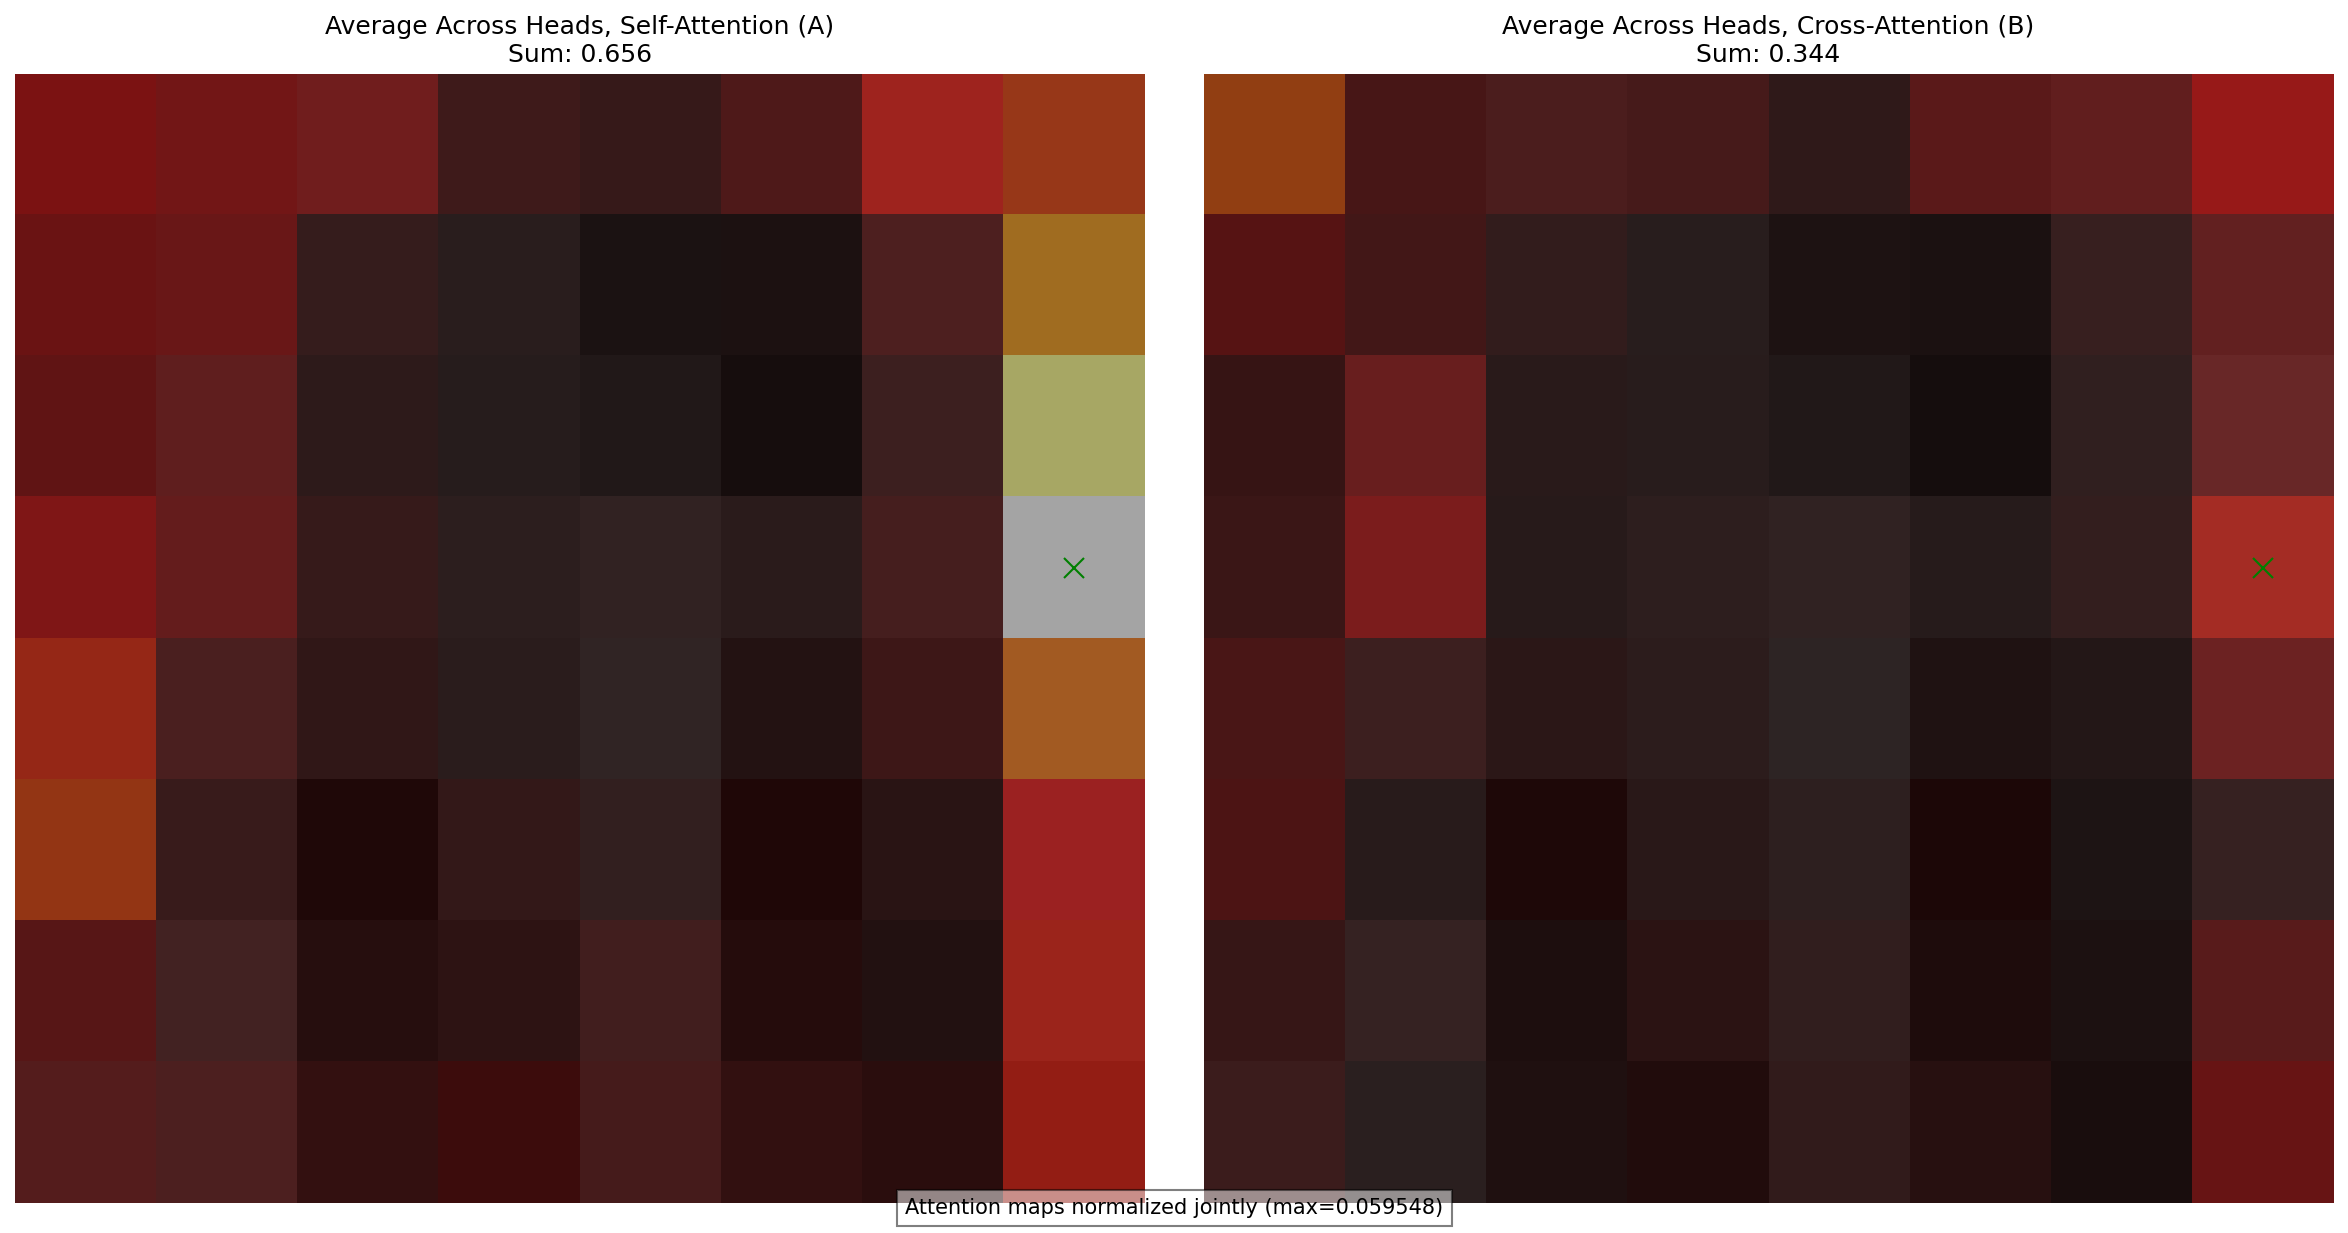 Average Across Heads, Self-Attention (A)
Sum: 0.656
Average Across Heads, Cross-Attention (B)
Sum: 0.344
Attention maps normalized jointly (max=0.059548)